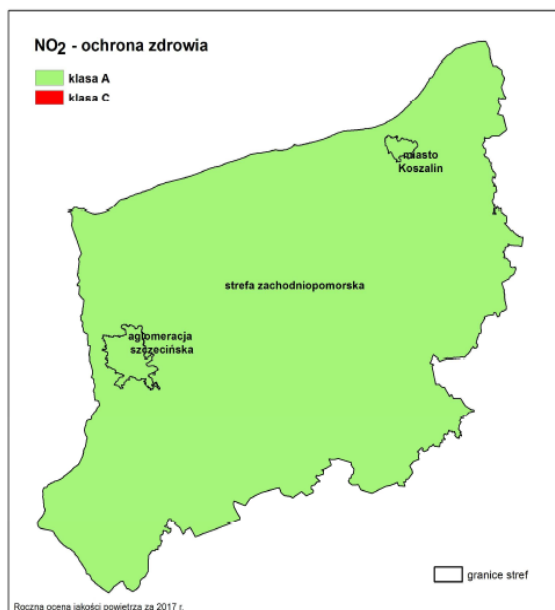 NO2 - ochrona zdrowia
klasa A
klasa C
miasto
Koszalin
strefa zachodniopomorska
aglomeracja
szczecińska
granice stref
Roczna ocena jakości powietrza za 2017 r.